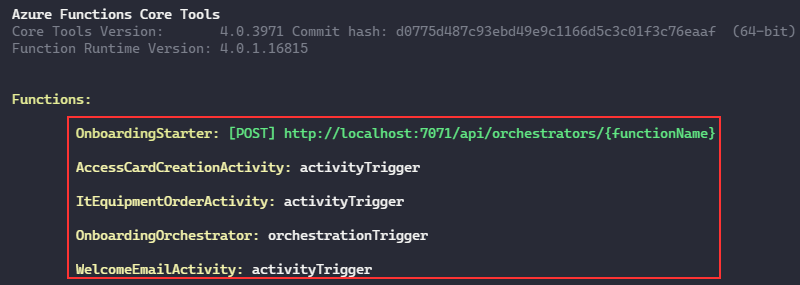 Azure Functions Core Tools
Core Tools Version:       4.0.3971 Commit hash: d0775d487c93ebd49e9c1166d5c3c01f3c76eaaf  (64-bit)
Function Runtime Version: 4.0.1.16815
Functions:
OnboardingStarter: [POST] http://localhost:7071/api/orchestrators/{functionName}
AccessCardCreationActivity: activityTrigger
ItEquipmentOrderActivity: activityTrigger
OnboardingOrchestrator: orchestrationTrigger
WelcomeEmailActivity: activityTrigger